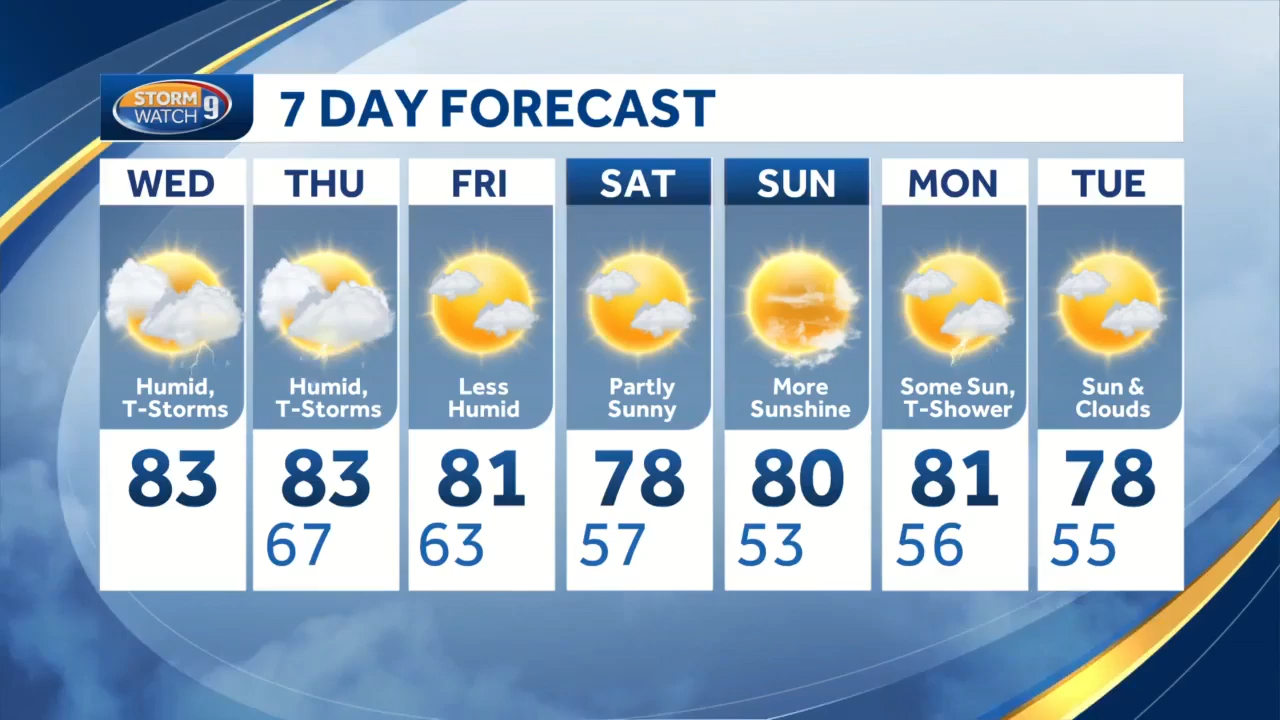 STORM
WATCH 9
7 DAY FORECAST
WED
THU
FRI
SAT
SUN
MON
TUE
Humid,
T-Storms
Humid,
T-Storms
Less
Humid
Partly
Sunny
More
Sunshine
Some Sun,
T-Shower
Sun &
Clouds
83
83
81
78
80
81
78
67
63
57
53
56
55